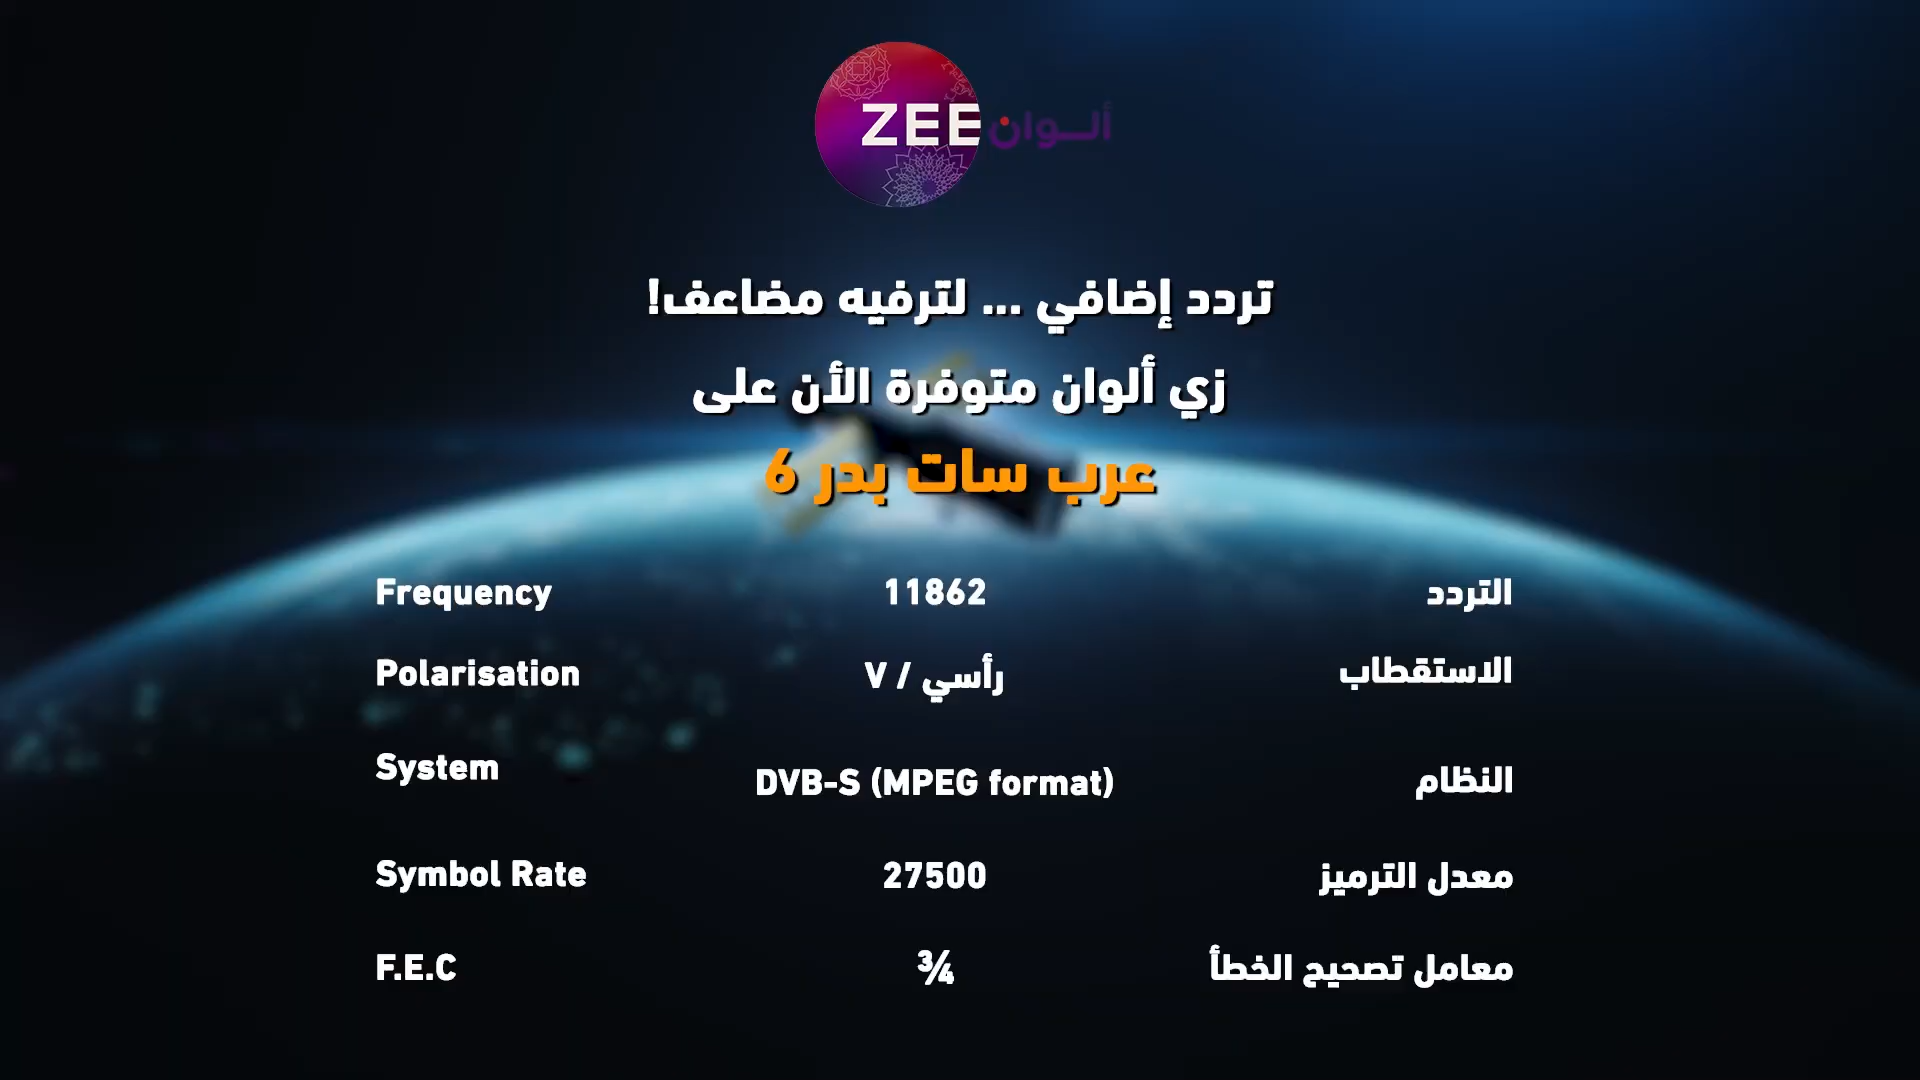 ZEE ألـوان
تردد إضافي ... لترفيه مضاعف!
زي ألوان متوفرة الأن على
عرب سات بدر 6
Frequency 11862 التردد
Polarisation رأسي / V الاستقطاب
System DVB-S (MPEG format) النظام
Symbol Rate 27500 معدل الترميز
F.E.C ¾ معامل تصحيح الخطأ